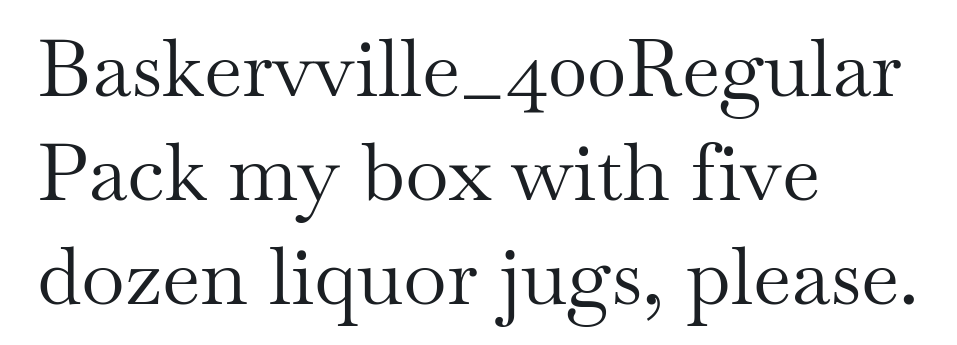 Baskervville_400Regular
Pack my box with five
dozen liquor jugs, please.